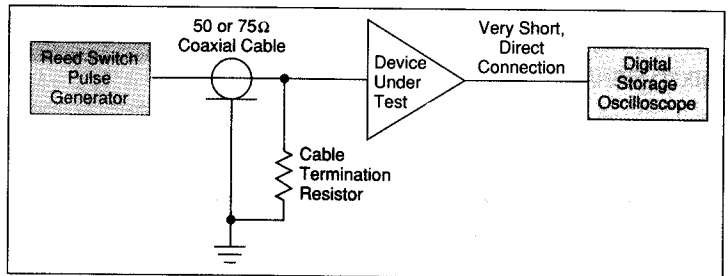 50 or 75Ω
Coaxial Cable
Very Short,
Direct
Connection
Reed Switch
Pulse
Generator
Device
Under
Test
Digital
Storage
Oscilloscope
Cable
Termination
Resistor